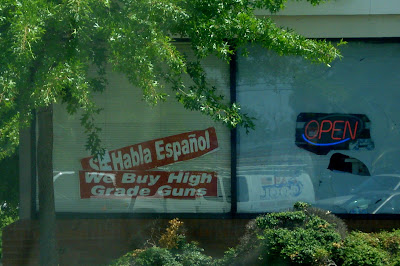 Se Habla Español
We Buy High
Grade Guns
OPEN